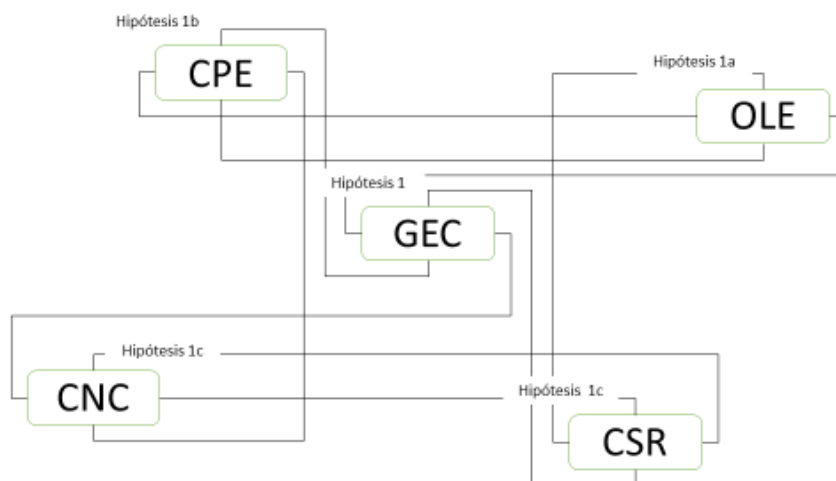 Hipótesis 1b
CPE
Hipótesis 1a
OLE
Hipótesis 1
GEC
Hipótesis 1c
CNC
Hipótesis 1c
CSR